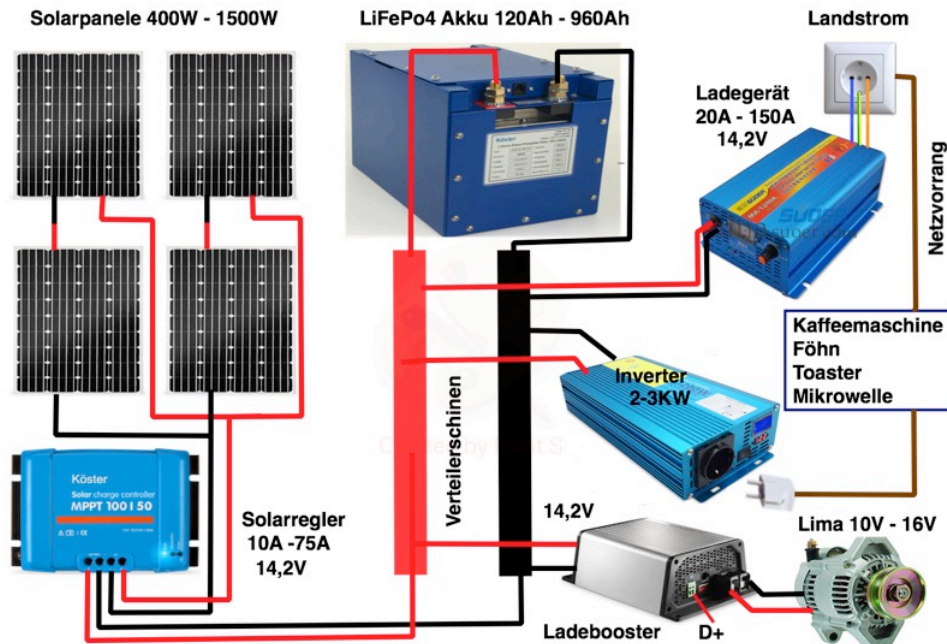 Solarpanele 400W - 1500W
LiFePo4 Akku 120Ah - 960Ah
Landstrom
Ladegerät
20A - 150A
14,2V
SUOER
Netzvorrang
Kaffeemaschine
Föhn
Toaster
Mikrowelle
Inverter
2-3KW
Verteilerschinen
Köster
Solar charge controller
MPPT 100 | 50
Solarregler
10A -75A
14,2V
14,2V
Lima 10V - 16V
Ladebooster
D+